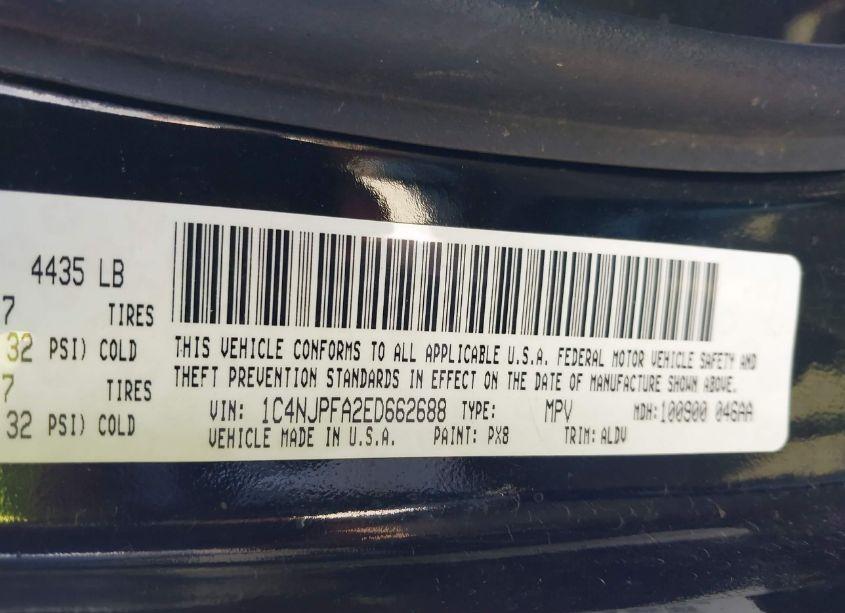 4435 LB
7 TIRES
32 PSI) COLD
7 TIRES
32 PSI) COLD
THIS VEHICLE CONFORMS TO ALL APPLICABLE U.S.A. FEDERAL MOTOR VEHICLE SAFETY AND
THEFT PREVENTION STANDARDS IN EFFECT ON THE DATE OF MANUFACTURE SHOWN ABOVE.
VIN: 1C4NJPFA2ED662688 TYPE: MPV MDH: 100900 046AA
VEHICLE MADE IN U.S.A. PAINT: PX8 TRIM: ALDV